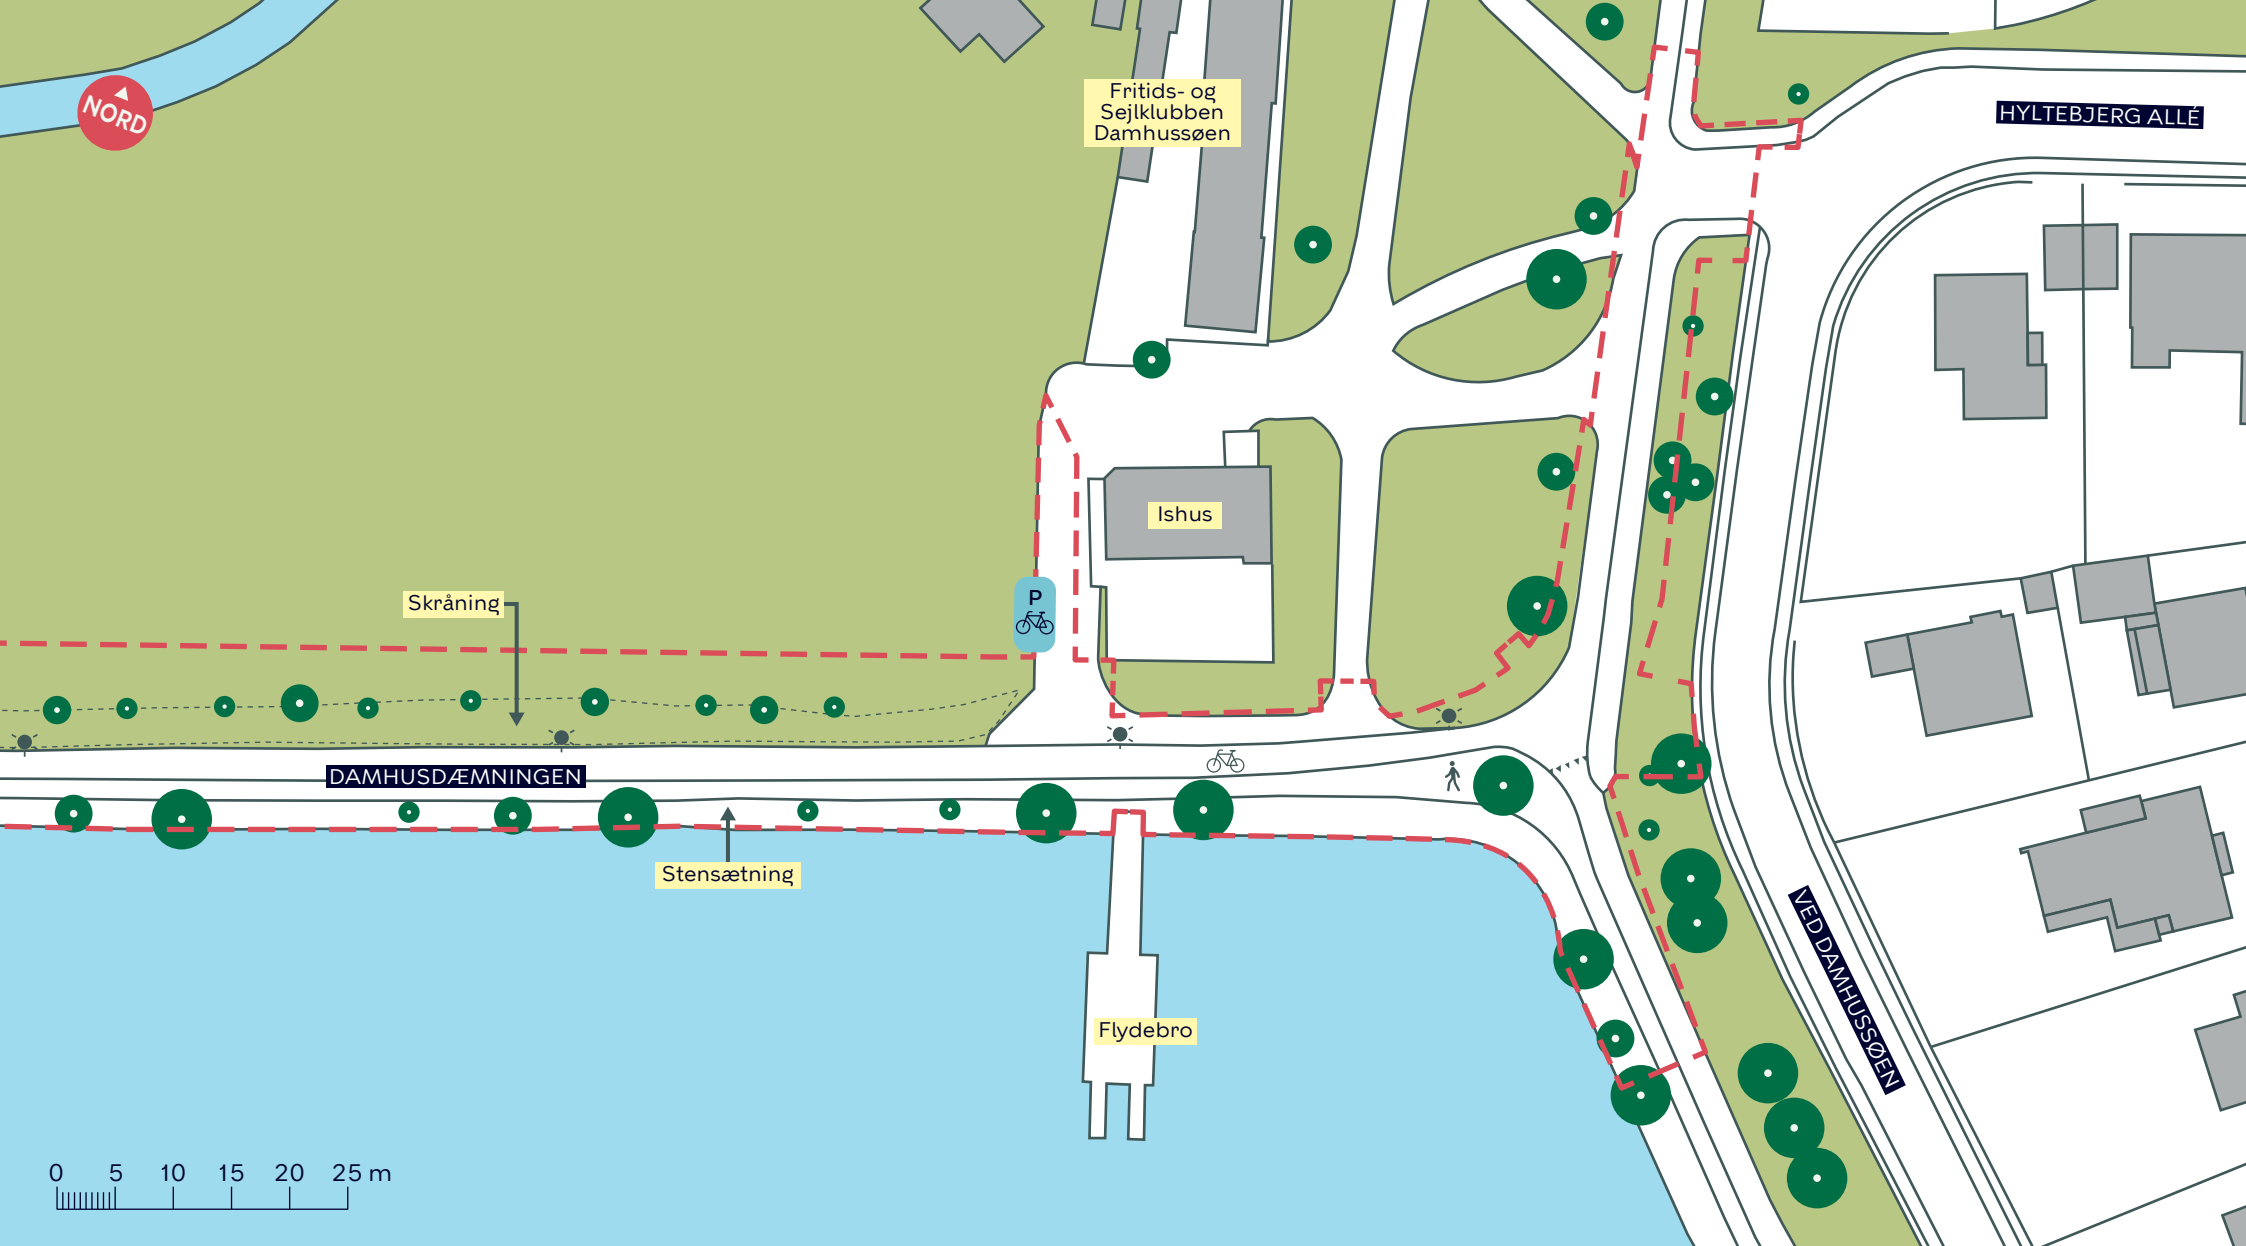 NORD
Fritids- og
Sejlklubben
Damhussøen
HYLTEBJERG ALLÉ
Ishus
Skråning
P
DAMHUSDÆMNINGEN
Stensætning
VED DAMHUSSØEN
Flydebro
0 5 10 15 20 25 m